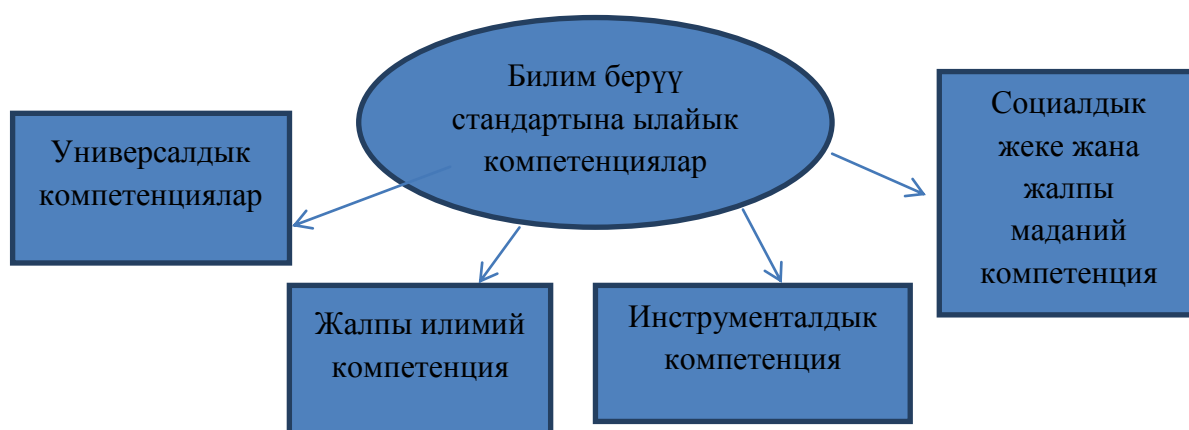 Билим берүү
стандартына ылайык
компетенциялар
Универсалдык
компетенциялар
Жалпы илимий
компетенция
Инструменталдык
компетенция
Социалдык
жеке жана
жалпы
маданий
компетенция